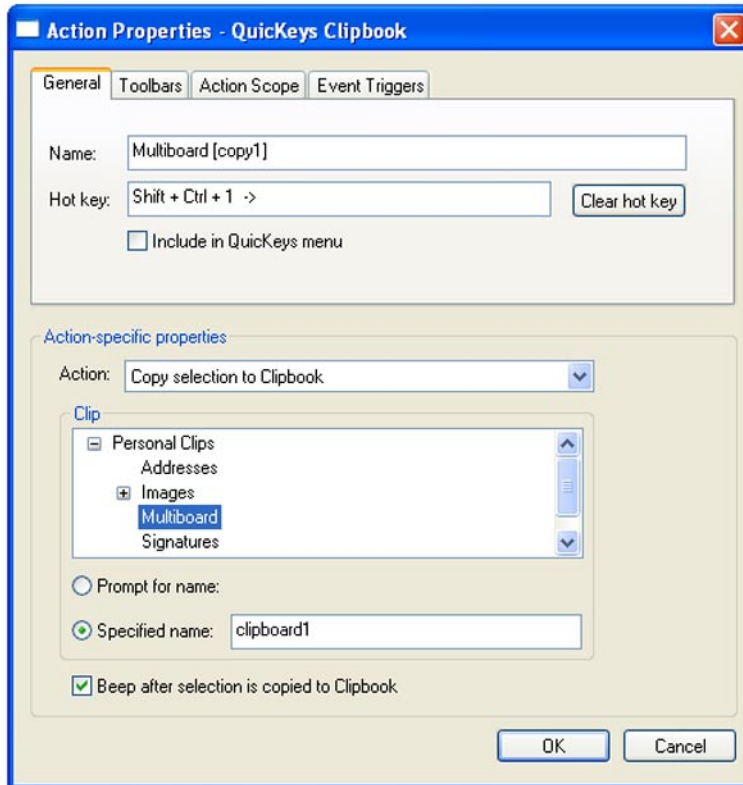 Action Properties - QuicKeys Clipbook
General Toolbars Action Scope Event Triggers
Name: Multiboard [copy1]
Hot key: Shift + Ctrl + 1 -> Clear hot key
Include in QuicKeys menu
Action-specific properties
Action: Copy selection to Clipbook
Clip
Personal Clips
Addresses
Images
Multiboard
Signatures
Prompt for name:
Specified name: clipboard1
Beep after selection is copied to Clipbook
OK Cancel